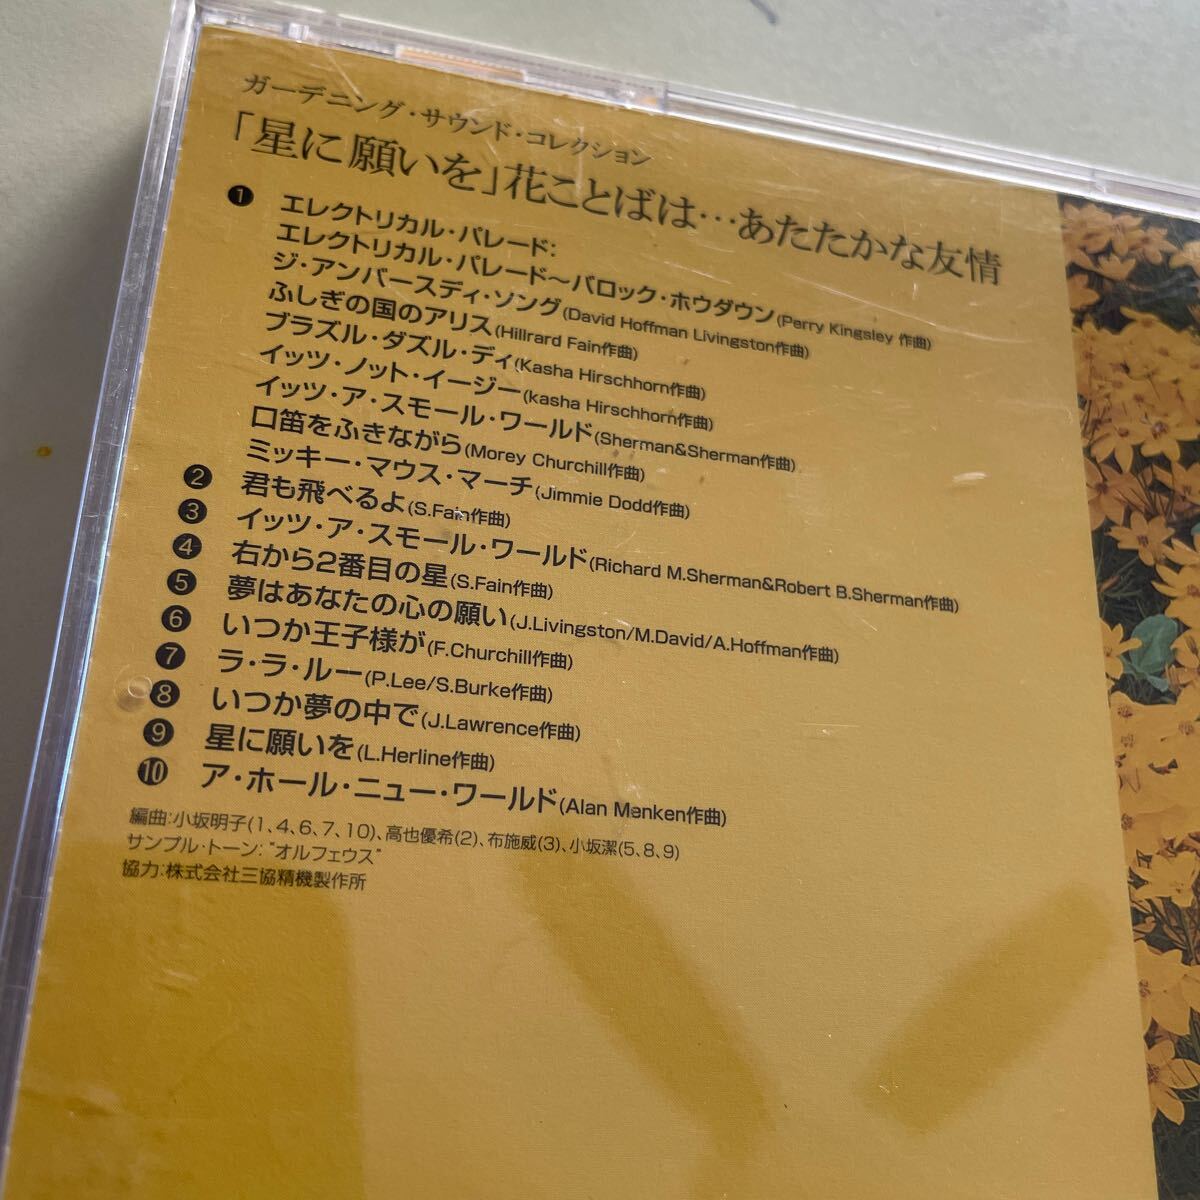 ガーデニング・サウンド・コレクション
「星に願いを」花ことばは…あたたかな友情
❶ エレクトリカル・パレード:
エレクトリカル・パレード〜バロック・ホウダウン(Perry Kingsley 作曲)
ジ・アンバースディ・ソング(David Hoffman Livingston作曲)
ふしぎの国のアリス(Hillrard Fain作曲)
ブラズル・ダズル・デイ(Kasha Hirschhorn作曲)
イッツ・ノット・イージー(kasha Hirschhorn作曲)
イッツ・ア・スモール・ワールド(Sherman&Sherman作曲)
口笛をふきながら(Morey Churchill作曲)
ミッキー・マウス・マーチ(Jimmie Dodd作曲)
❷ 君も飛べるよ(S.Fain作曲)
❸ イッツ・ア・スモール・ワールド(Richard M.Sherman&Robert B.Sherman作曲)
❹ 右から2番目の星(S.Fain作曲)
❺ 夢はあなたの心の願い(J.Livingston/M.David/A.Hoffman作曲)
❻ いつか王子様が(F.Churchill作曲)
❼ ラ・ラ・ルー(P.Lee/S.Burke作曲)
❽ いつか夢の中で(J.Lawrence作曲)
❾ 星に願いを(L.Herline作曲)
❿ ア・ホール・ニュー・ワールド(Alan Menken作曲)
編曲:小坂明子(1、4、6、7、10)、高也優希(2)、布施威(3)、小坂潔(5、8、9)
サンプル・トーン: "オルフェウス"
協力:株式会社三協精機製作所